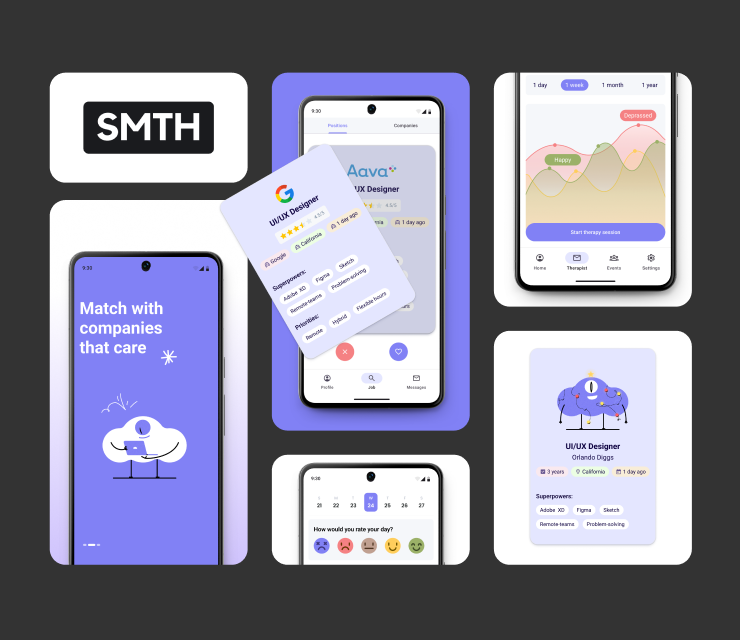 SMTH
9:30
Match with
companies
that care
9:30
Positions
Companies
Aava
UI/UX Designer
4.5/5
1 day ago
Google
UI/UX Designer
4.5/5
Google
California
1 day ago
Superpowers:
Adobe XD
Figma
Sketch
Remote-teams
Problem-solving
Priorities:
Remote
Hybrid
Flexible hours
Profile
Job
Messages
9:30
W
21
22
23
24
25
26
27
How would you rate your day?
1 day
1 week
1 month
1 year
Depressed
Happy
Start therapy session
Home
Therapist
Events
Settings
UI/UX Designer
Orlando Diggs
3 years
California
1 day ago
Superpowers:
Adobe XD
Figma
Sketch
Remote-teams
Problem-solving